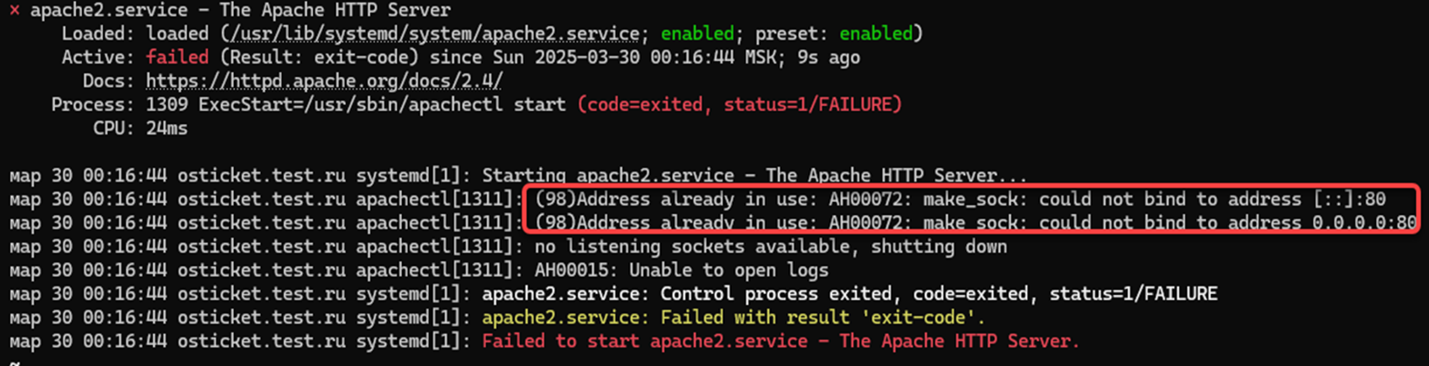 × apache2.service - The Apache HTTP Server
Loaded: loaded (/usr/lib/systemd/system/apache2.service; enabled; preset: enabled)
Active: failed (Result: exit-code) since Sun 2025-03-30 00:16:44 MSK; 9s ago
Docs: https://httpd.apache.org/docs/2.4/
Process: 1309 ExecStart=/usr/sbin/apachectl start (code=exited, status=1/FAILURE)
CPU: 24ms
мар 30 00:16:44 osticket.test.ru systemd[1]: Starting apache2.service - The Apache HTTP Server...
мар 30 00:16:44 osticket.test.ru apachectl[1311]: (98)Address already in use: AH00072: make_sock: could not bind to address [::]:80
мар 30 00:16:44 osticket.test.ru apachectl[1311]: (98)Address already in use: AH00072: make_sock: could not bind to address 0.0.0.0:80
мар 30 00:16:44 osticket.test.ru apachectl[1311]: no listening sockets available, shutting down
мар 30 00:16:44 osticket.test.ru apachectl[1311]: AH00015: Unable to open logs
мар 30 00:16:44 osticket.test.ru systemd[1]: apache2.service: Control process exited, code=exited, status=1/FAILURE
мар 30 00:16:44 osticket.test.ru systemd[1]: apache2.service: Failed with result 'exit-code'.
мар 30 00:16:44 osticket.test.ru systemd[1]: Failed to start apache2.service - The Apache HTTP Server.
~